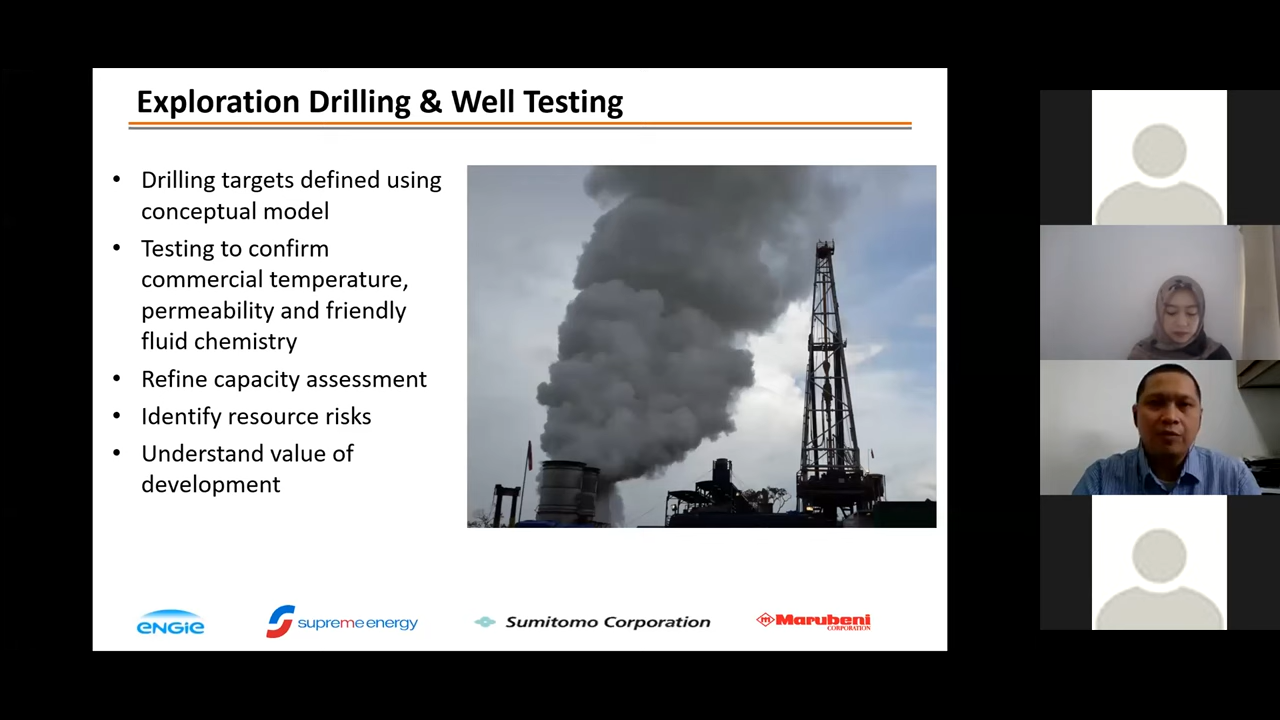 Exploration Drilling & Well Testing
• Drilling targets defined using
conceptual model
• Testing to confirm
commercial temperature,
permeability and friendly
fluid chemistry
• Refine capacity assessment
• Identify resource risks
• Understand value of
development
ENGIE
supreme energy
Sumitomo Corporation
Marubeni
CORPORATION